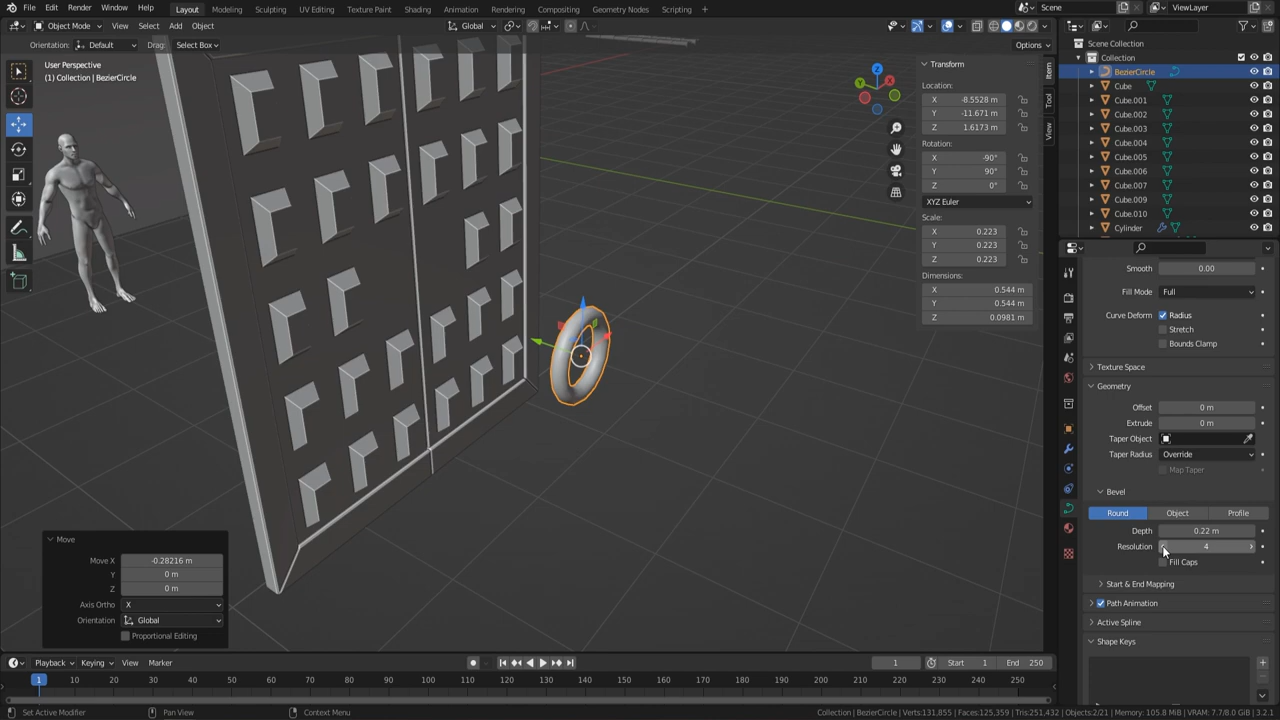 File Edit Render Window Help Layout Modeling Sculpting UV Editing Texture Paint Shading Animation Rendering Compositing Geometry Nodes Scripting + Scene ViewLayer
Object Mode View Select Add Object Global
Orientation: Default Drag: Select Box Options
User Perspective
(1) Collection | BezierCircle
Transform
Location:
X -8.5528 m
Y -11.671 m
Z 1.6173 m
Rotation:
X -90°
Y 90°
Z 0°
XYZ Euler
Scale:
X 0.223
Y 0.223
Z 0.223
Dimensions:
X 0.544 m
Y 0.544 m
Z 0.0981 m
Item
Tool
View
Z
Scene Collection
Collection
BezierCircle
Cube
Cube.001
Cube.002
Cube.003
Cube.004
Cube.005
Cube.006
Cube.007
Cube.009
Cube.010
Cylinder
Smooth 0.00
Fill Mode Full
Curve Deform Radius
Stretch
Bounds Clamp
Texture Space
Geometry
Offset 0 m
Extrude 0 m
Taper Object
Taper Radius Override
Map Taper
Bevel
Round Object Profile
Depth 0.22 m
Resolution 4
Fill Caps
Start & End Mapping
Path Animation
Active Spline
Shape Keys
Move
Move X -0.28216 m
Y 0 m
Z 0 m
Axis Ortho X
Orientation Global
Proportional Editing
Playback Keying View Marker 1 Start 1 End 250
1 10 20 30 40 50 60 70 80 90 100 110 120 130 140 150 160 170 180 190 200 210 220 230 240 250
Set Active Modifier Pan View Context Menu Collection | BezierCircle | Verts:131,855 | Faces:125,359 | Tris:251,432 | Objects:2/21 | Memory: 105.8 MiB | VRAM: 7.7/8.0 GiB | 3.2.1